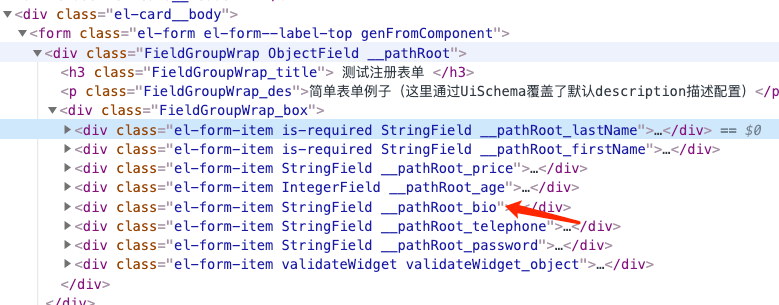 ▼<div class="el-card__body">
▼<form class="el-form el-form--label-top genFromComponent">
▼<div class="FieldGroupWrap ObjectField __pathRoot">
<h3 class="FieldGroupWrap_title"> 测试注册表单 </h3>
<p class="FieldGroupWrap_des">简单表单例子（这里通过UiSchema覆盖了默认description描述配置）</p
▼<div class="FieldGroupWrap_box">
▶<div class="el-form-item is-required StringField __pathRoot_lastName">…</div> == $0
▶<div class="el-form-item is-required StringField __pathRoot_firstName">…</div>
▶<div class="el-form-item StringField __pathRoot_price">…</div>
▶<div class="el-form-item IntegerField __pathRoot_age">…</div>
▶<div class="el-form-item StringField __pathRoot_bio">…</div>
▶<div class="el-form-item StringField __pathRoot_telephone">…</div>
▶<div class="el-form-item StringField __pathRoot_password">…</div>
▶<div class="el-form-item validateWidget validateWidget_object">…</div>
</div>